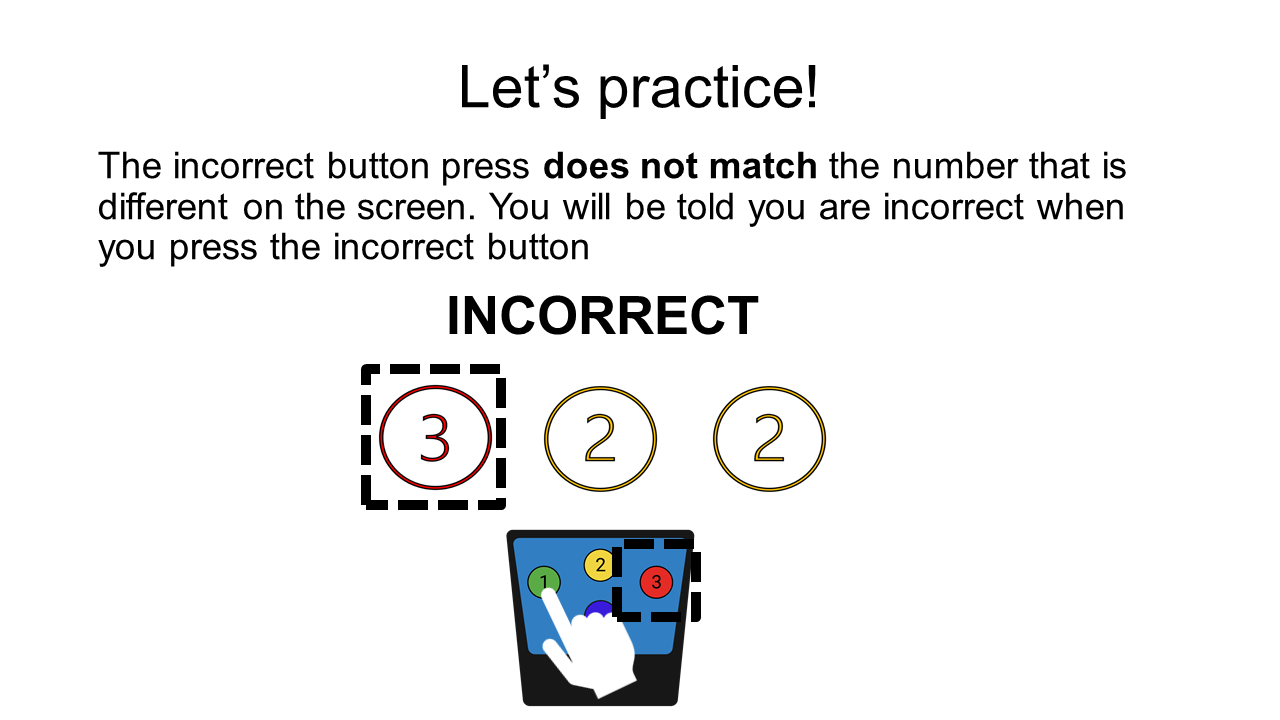 Let’s practice!
The incorrect button press does not match the number that is
different on the screen. You will be told you are incorrect when
you press the incorrect button
INCORRECT
3 2 2
2
1 3